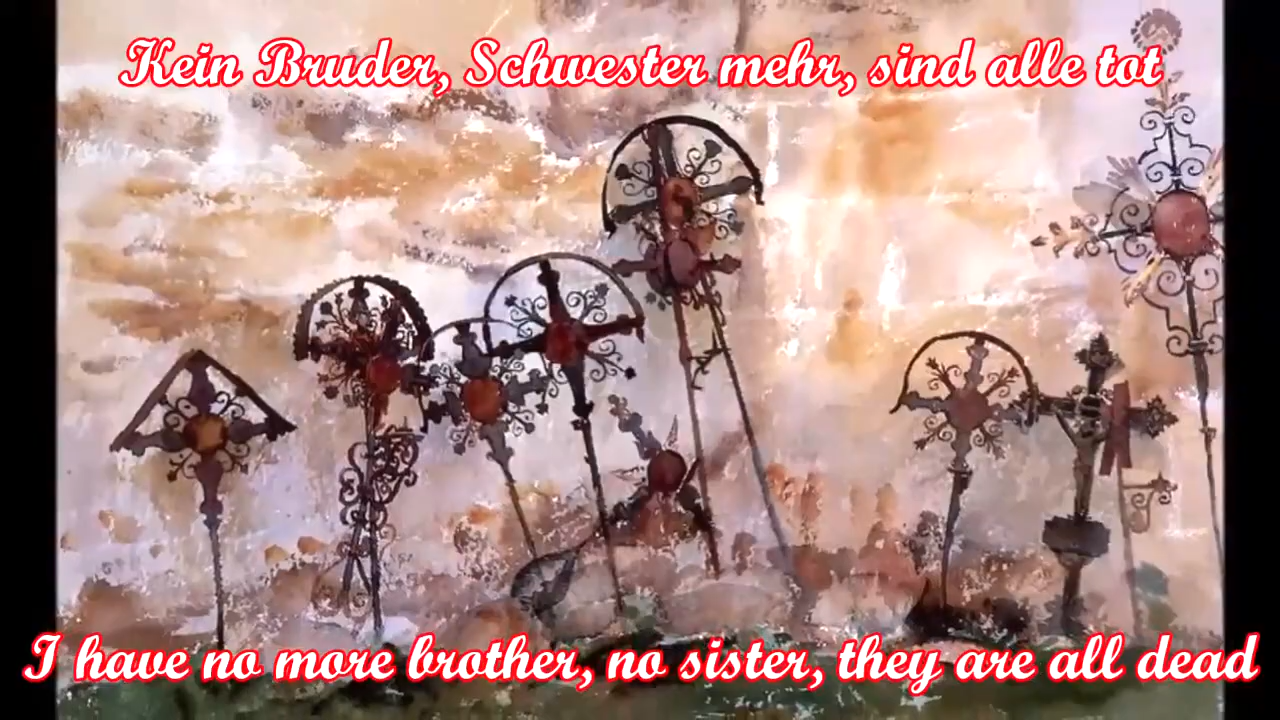 Kein Bruder, Schwester mehr, sind alle tot
I have no more brother, no sister, they are all dead